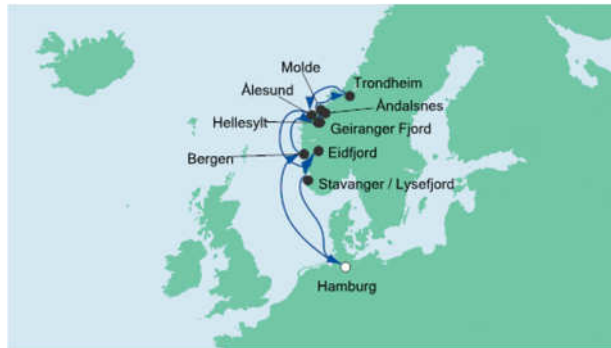 Molde
Trondheim
Ålesund
Åndalsnes
Hellesylt
Geiranger Fjord
Bergen
Eidfjord
Stavanger / Lysefjord
Hamburg